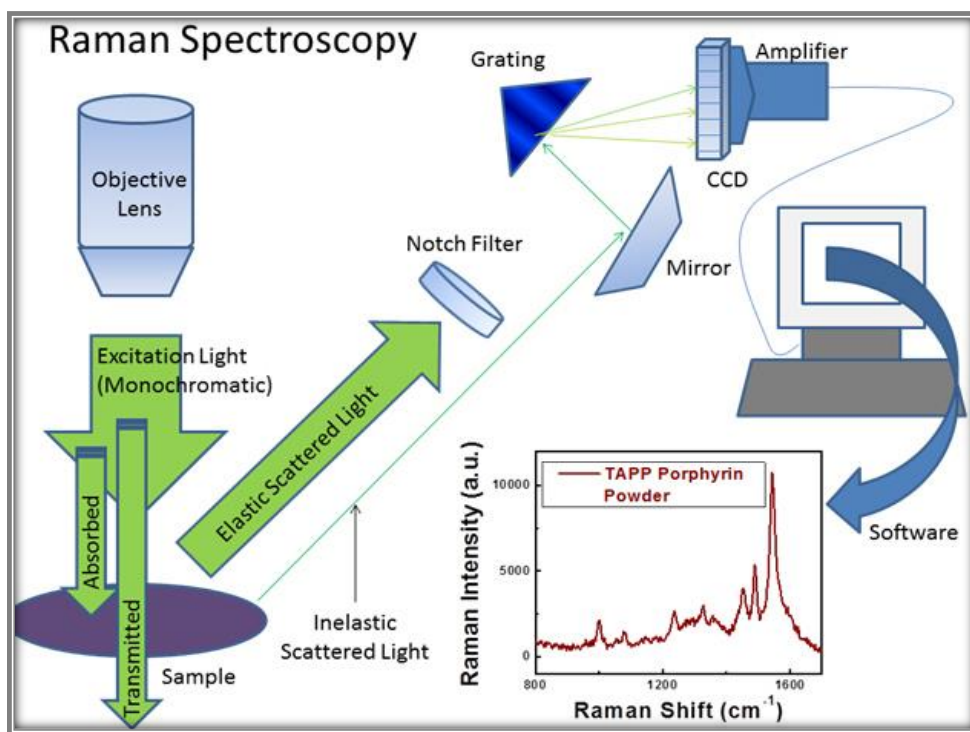 Raman Spectroscopy
Objective
Lens
Excitation Light
(Monochromatic)
Absorbed
Transmitted
Sample
Elastic Scattered Light
Inelastic
Scattered Light
Notch Filter
Grating
Mirror
CCD
Amplifier
Software
TAPP Porphyrin
Powder
Raman Intensity (a.u.)
10000
5000
0
800
1200
1600
Raman Shift (cm⁻¹)